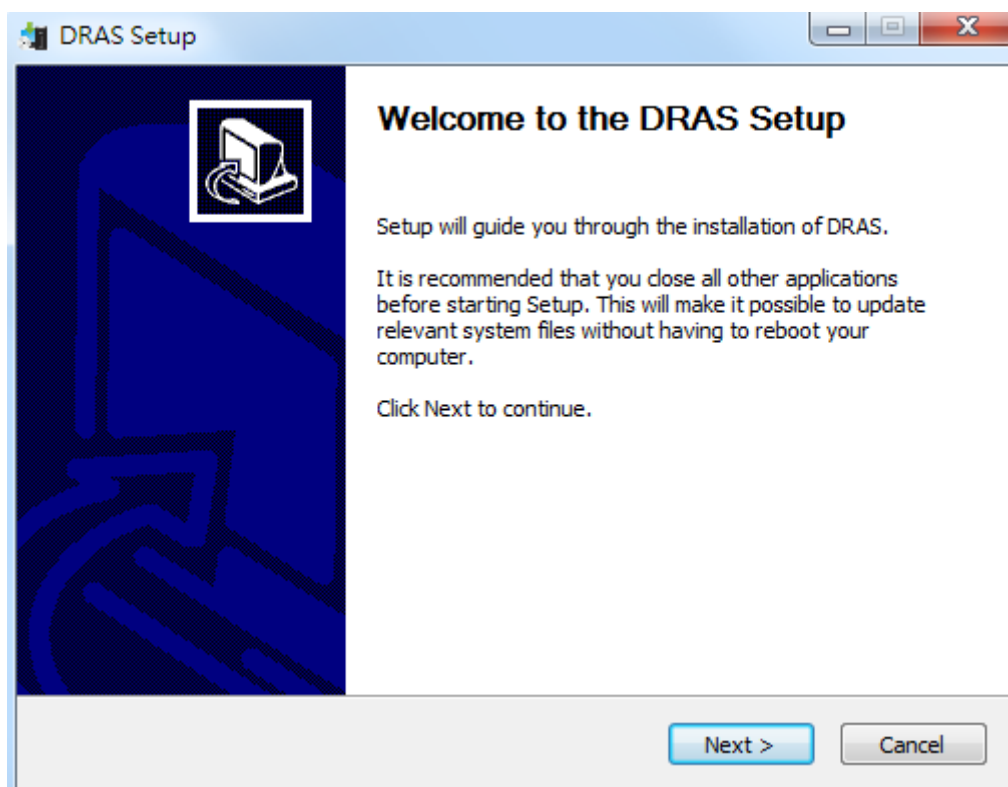 DRAS Setup
Welcome to the DRAS Setup
Setup will guide you through the installation of DRAS.
It is recommended that you close all other applications
before starting Setup. This will make it possible to update
relevant system files without having to reboot your
computer.
Click Next to continue.
Next >
Cancel